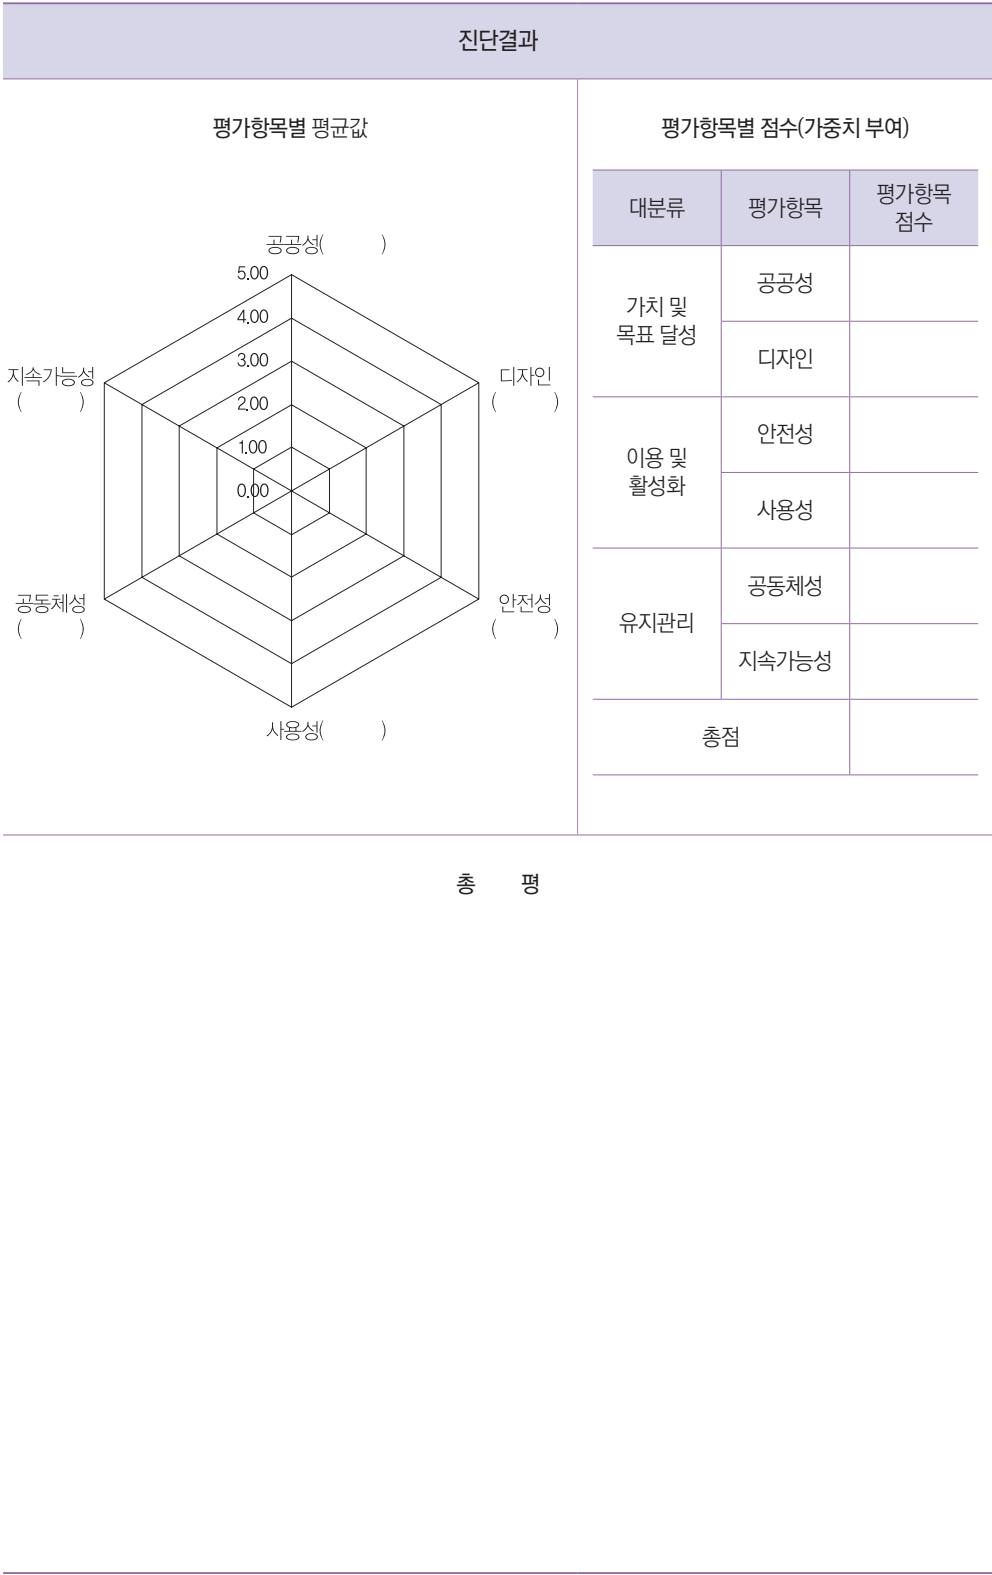 진단결과
평가항목별 평균값
공공성( )
5.00
4.00
3.00
2.00
1.00
0.00
지속가능성
( )
디자인
( )
공동체성
( )
안전성
( )
사용성( )
평가항목별 점수(가중치 부여)
대분류 평가항목 평가항목
점수
가치 및
목표 달성
공공성
디자인
이용 및
활성화
안전성
사용성
유지관리
공동체성
지속가능성
총점
총 평